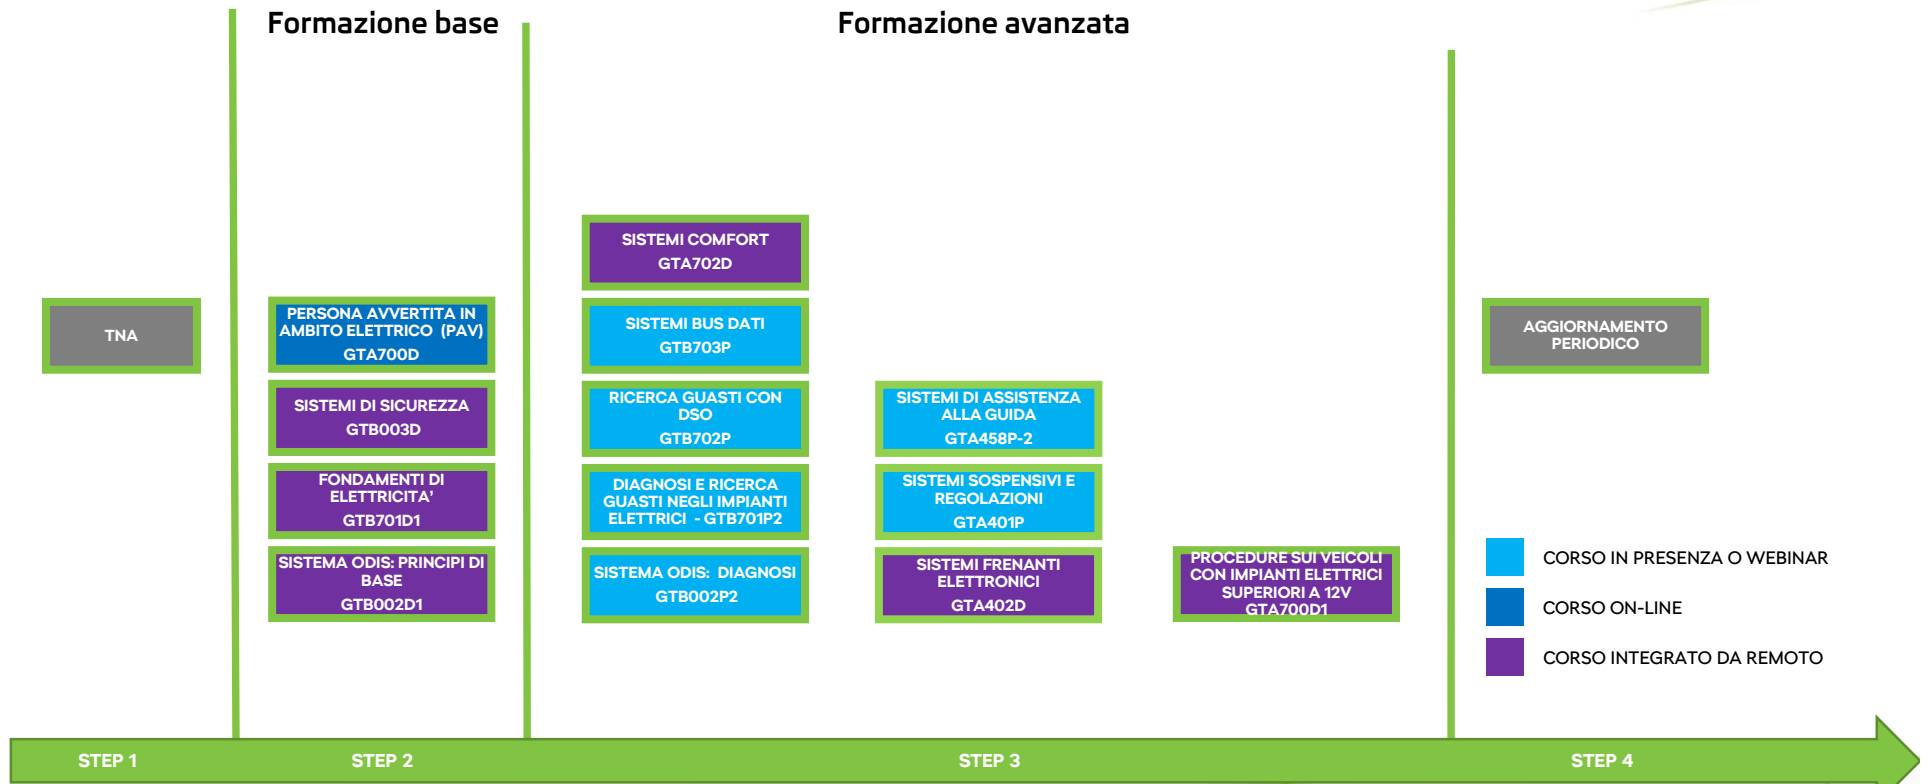 Formazione base
Formazione avanzata
TNA
PERSONA AVVERTITA IN
AMBITO ELETTRICO (PAV)
GTA700D
SISTEMI DI SICUREZZA
GTB003D
FONDAMENTI DI
ELETTRICITA’
GTB701D1
SISTEMA ODIS: PRINCIPI DI
BASE
GTB002D1
SISTEMI COMFORT
GTA702D
SISTEMI BUS DATI
GTB703P
RICERCA GUASTI CON
DSO
GTB702P
DIAGNOSI E RICERCA
GUASTI NEGLI IMPIANTI
ELETTRICI - GTB701P2
SISTEMA ODIS: DIAGNOSI
GTB002P2
SISTEMI DI ASSISTENZA
ALLA GUIDA
GTA458P-2
SISTEMI SOSPENSIVI E
REGOLAZIONI
GTA401P
SISTEMI FRENANTI
ELETTRONICI
GTA402D
PROCEDURE SUI VEICOLI
CON IMPIANTI ELETTRICI
SUPERIORI A 12V
GTA700D1
AGGIORNAMENTO
PERIODICO
CORSO IN PRESENZA O WEBINAR
CORSO ON-LINE
CORSO INTEGRATO DA REMOTO
STEP 1
STEP 2
STEP 3
STEP 4